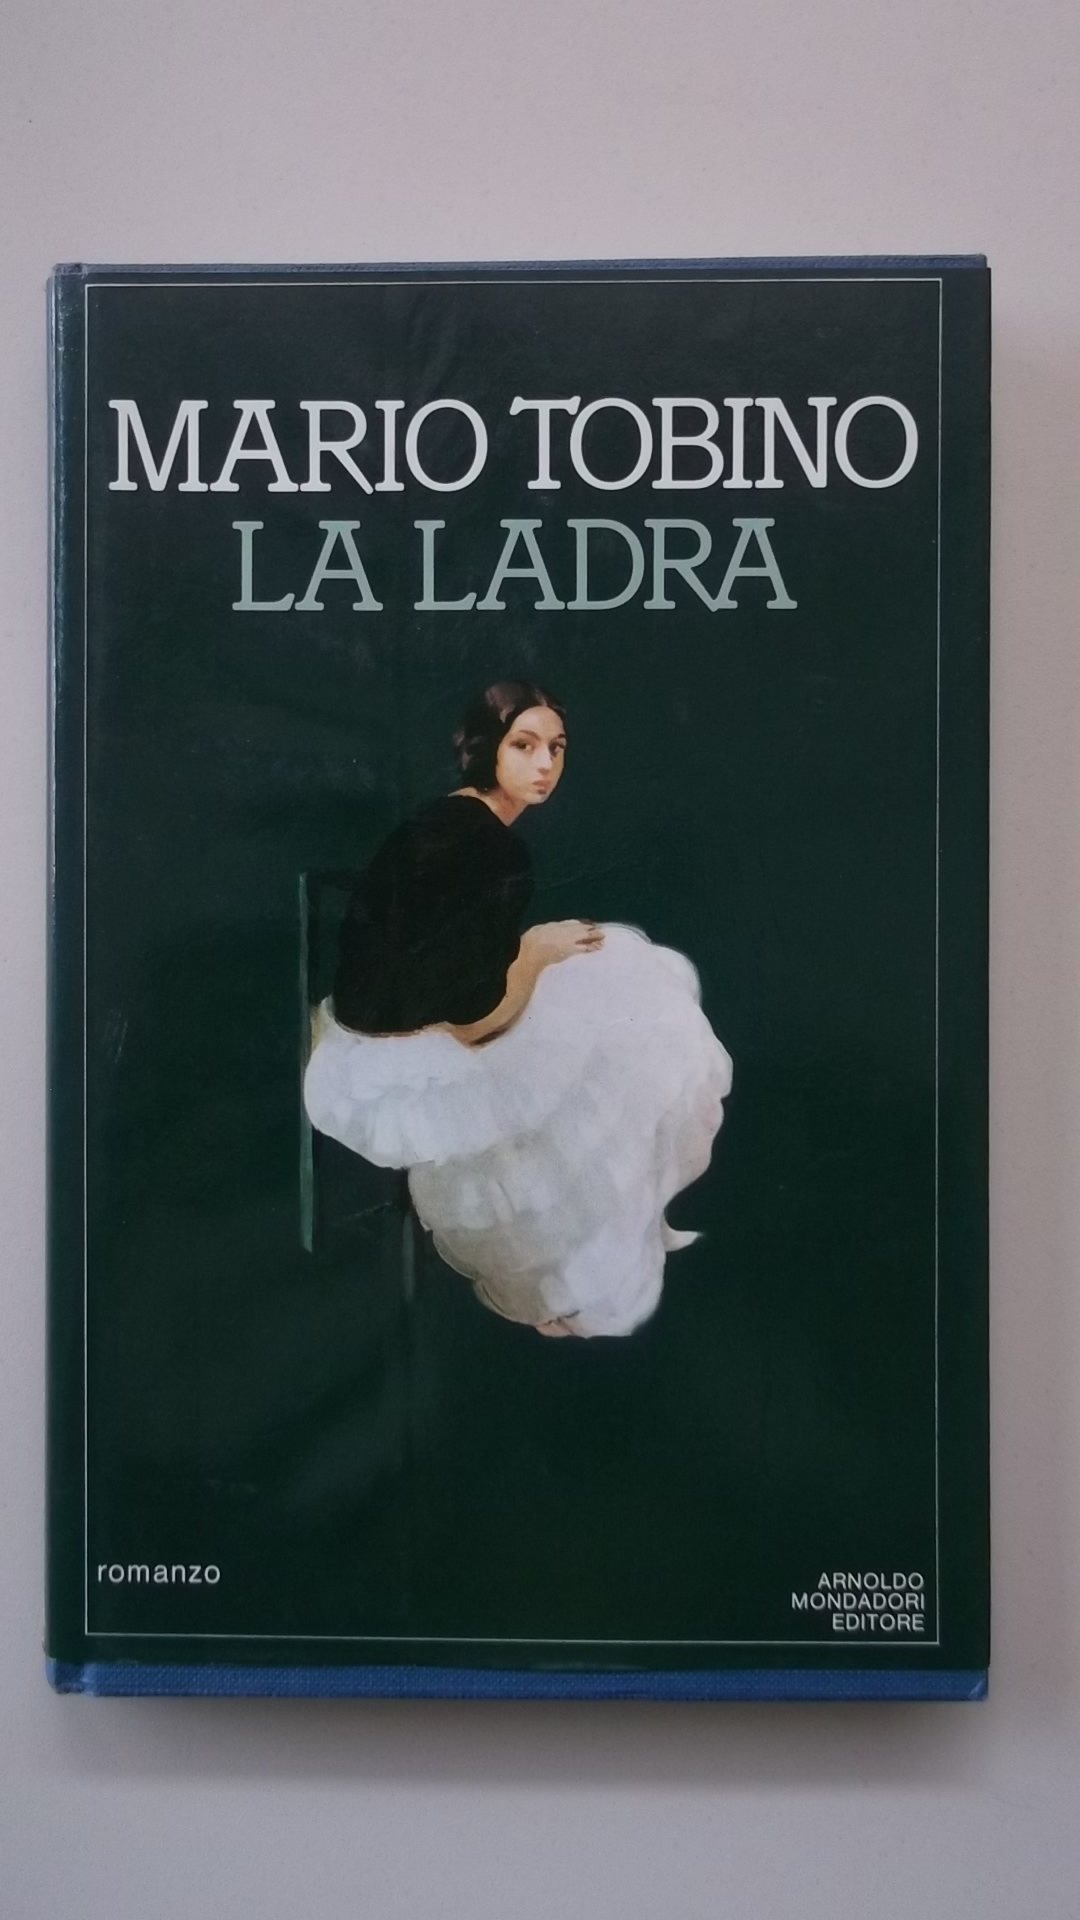 MARIO TOBINO
LA LADRA
romanzo
ARNOLDO
MONDADORI
EDITORE